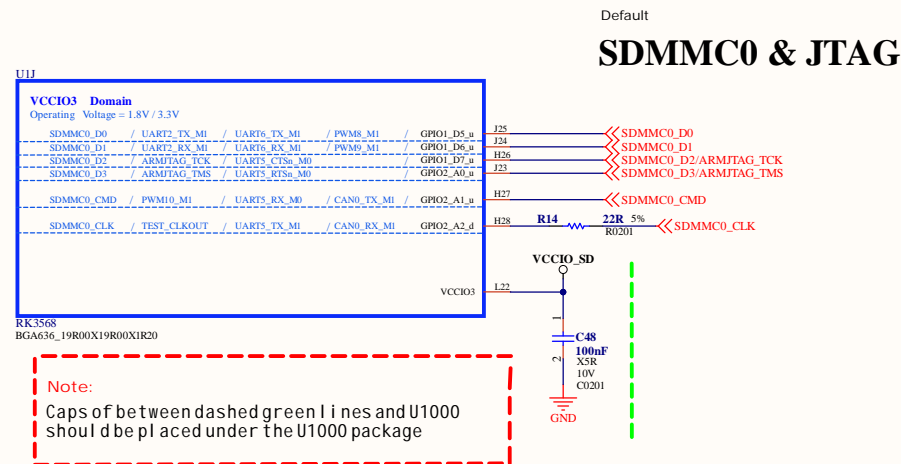 Default
SDMMC0 & JTAG
U1J
VCCIO3 Domain
Operating Voltage = 1.8V / 3.3V
SDMMC0_D0 / UART2_TX_M1 / UART6_TX_M1 / PWM8_M1 / GPIO1_D5_u J25 SDMMC0_D0
SDMMC0_D1 / UART2_RX_M1 / UART6_RX_M1 / PWM9_M1 / GPIO1_D6_u J24 SDMMC0_D1
SDMMC0_D2 / ARMJTAG_TCK / UART5_CTSn_M0 / GPIO1_D7_u H26 SDMMC0_D2/ARMJTAG_TCK
SDMMC0_D3 / ARMJTAG_TMS / UART5_RTSn_M0 / GPIO2_A0_u J23 SDMMC0_D3/ARMJTAG_TMS
SDMMC0_CMD / PWM10_M1 / UART5_RX_M0 / CAN0_TX_M1 / GPIO2_A1_u H27 SDMMC0_CMD
SDMMC0_CLK / TEST_CLKOUT / UART5_TX_M1 / CAN0_RX_M1 / GPIO2_A2_d H28 R14 22R 5% SDMMC0_CLK
R0201
VCCIO_SD
VCCIO3 L22
1
C48
100nF
2 X5R
10V
C0201
GND
RK3568
BGA636_19R00X19R00X1R20
Note:
Caps of between dashed green lines and U1000
should be placed under the U1000 package